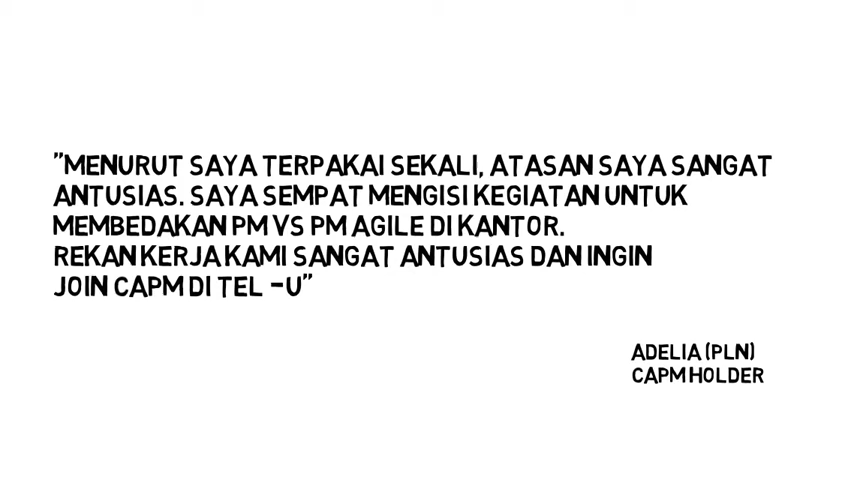 ”MENURUT SAYA TERPAKAI SEKALI, ATASAN SAYA SANGAT
ANTUSIAS. SAYA SEMPAT MENGISI KEGIATAN UNTUK
MEMBEDAKAN PM VS PM AGILE DI KANTOR.
REKAN KERJA KAMI SANGAT ANTUSIAS DAN INGIN
JOIN CAPM DI TEL -U”
ADELIA (PLN)
CAPM HOLDER